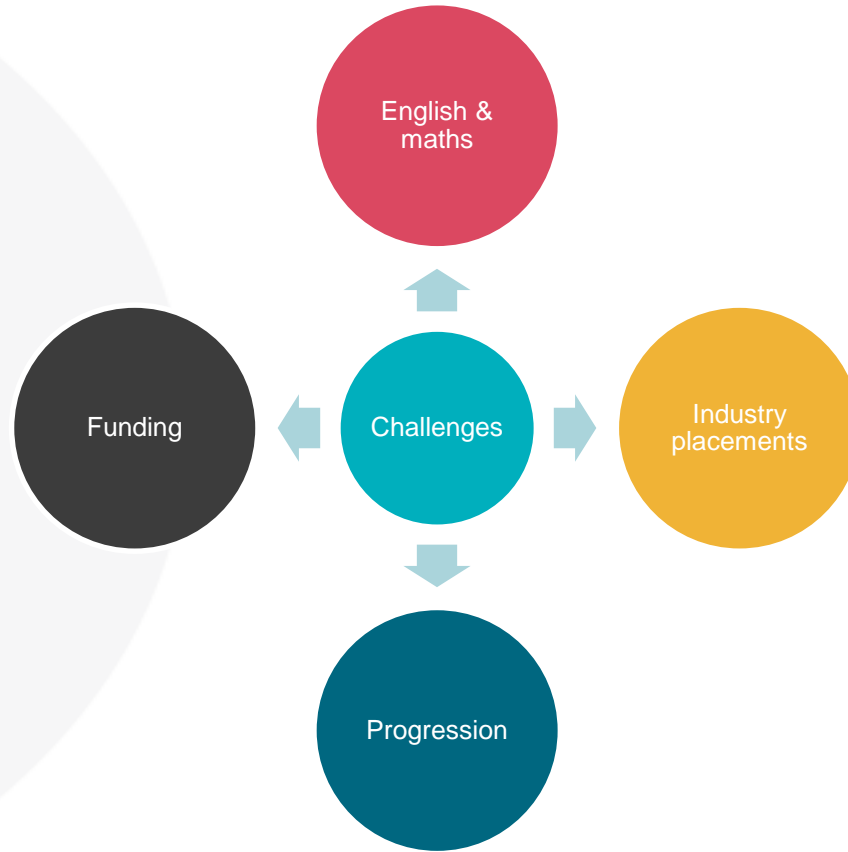 English &
maths
Funding
Challenges
Industry
placements
Progression